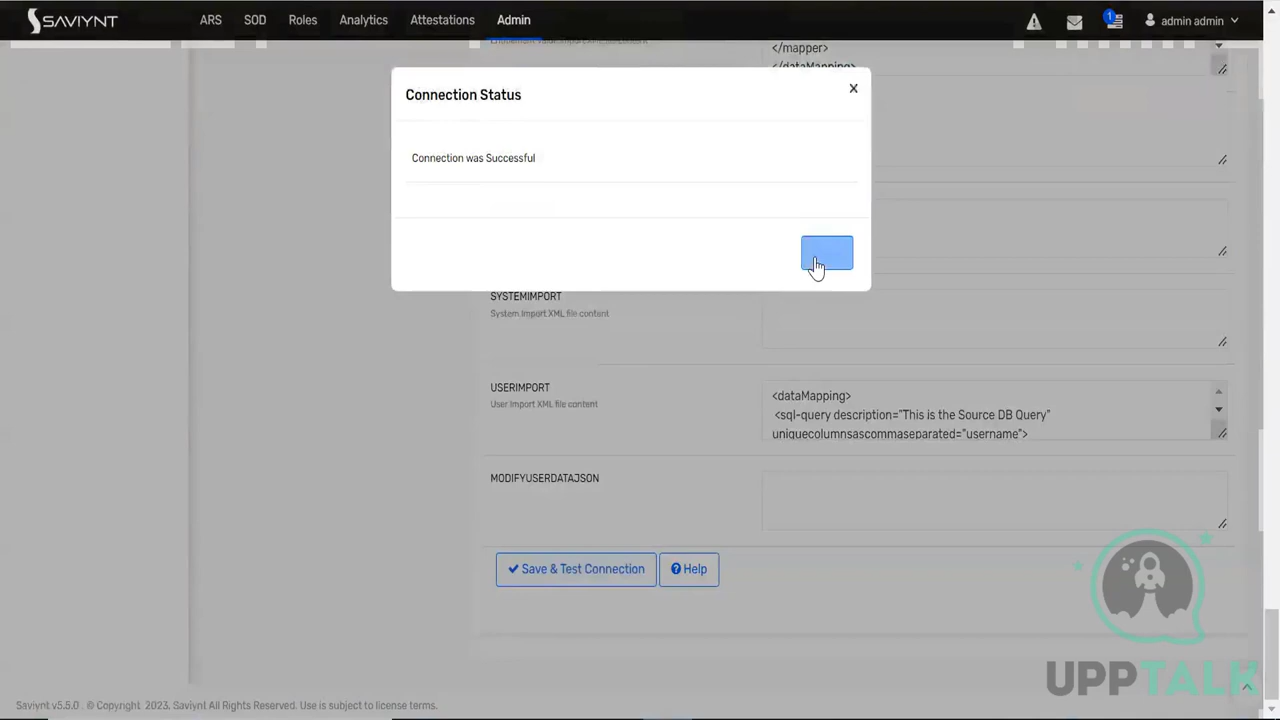 SAVIYNT
ARS SOD Roles Analytics Attestations Admin
1
admin admin
</mapper>
</dataMapping>
Connection Status
X
Connection was Successful
SYSTEMIMPORT
System Import XML file content
USERIMPORT
User Import XML file content
<dataMapping>
<sql-query description="This is the Source DB Query"
uniquecolumnsascommaseparated="username">
MODIFYUSERDATAJSON
Save & Test Connection
Help
UPPTALK
Saviynt v5.5.0 . © Copyright 2023, Saviynt All Rights Reserved. Use is subject to license terms.